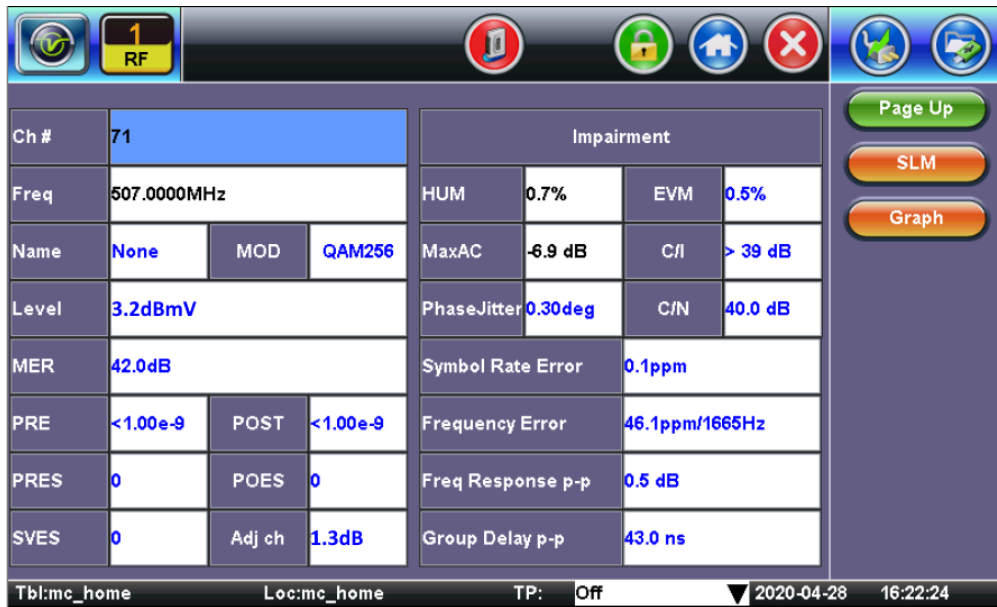 1
RF
Page Up
SLM
Graph
Ch # 71 Impairment
Freq 507.0000MHz HUM 0.7% EVM 0.5%
Name None MOD QAM256 MaxAC -6.9 dB C/I > 39 dB
Level 3.2dBmV PhaseJitter 0.30deg C/N 40.0 dB
MER 42.0dB Symbol Rate Error 0.1ppm
PRE <1.00e-9 POST <1.00e-9 Frequency Error 46.1ppm/1665Hz
PRES 0 POES 0 Freq Response p-p 0.5 dB
SVES 0 Adj ch 1.3dB Group Delay p-p 43.0 ns
Tbl:mc_home Loc:mc_home TP: Off 2020-04-28 16:22:24